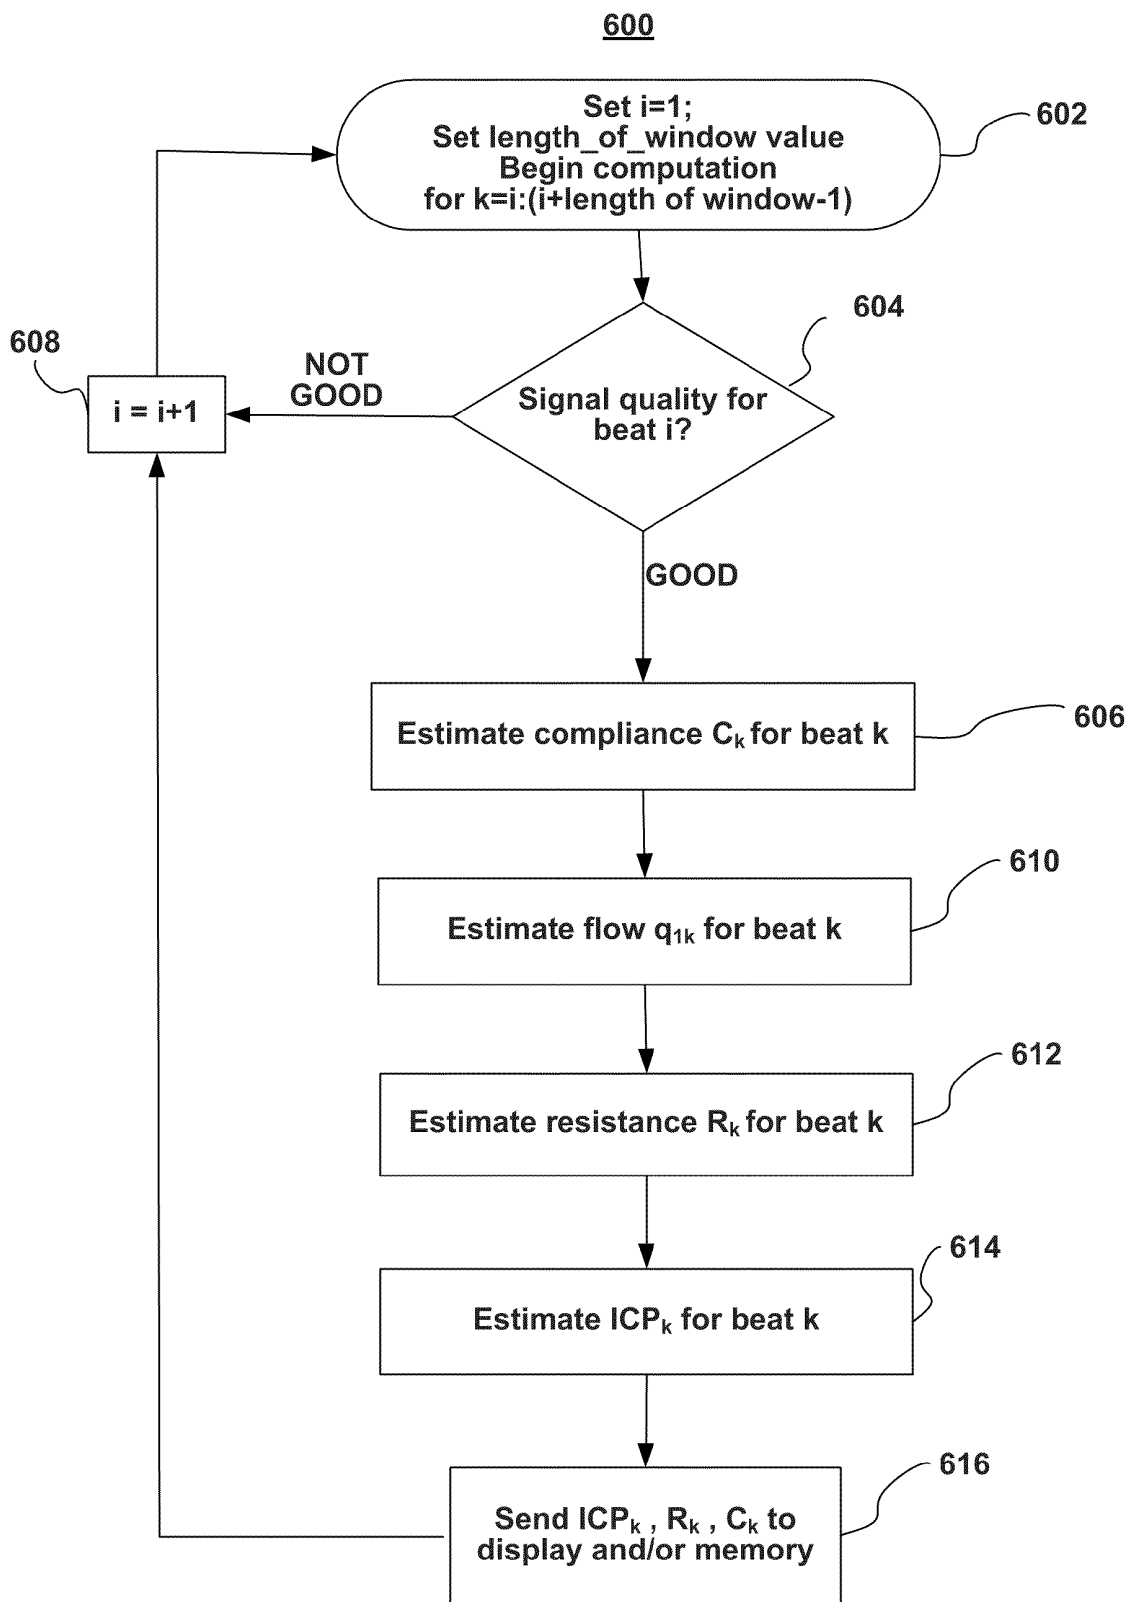 600
Set i=1;
Set length_of_window value
Begin computation
for k=i:(i+length of window-1)
602
604
608
NOT
GOOD
i = i+1
Signal quality for
beat i?
GOOD
Estimate compliance Ck for beat k
606
610
Estimate flow q1k for beat k
612
Estimate resistance Rk for beat k
614
Estimate ICPk for beat k
616
Send ICPk , Rk , Ck to
display and/or memory